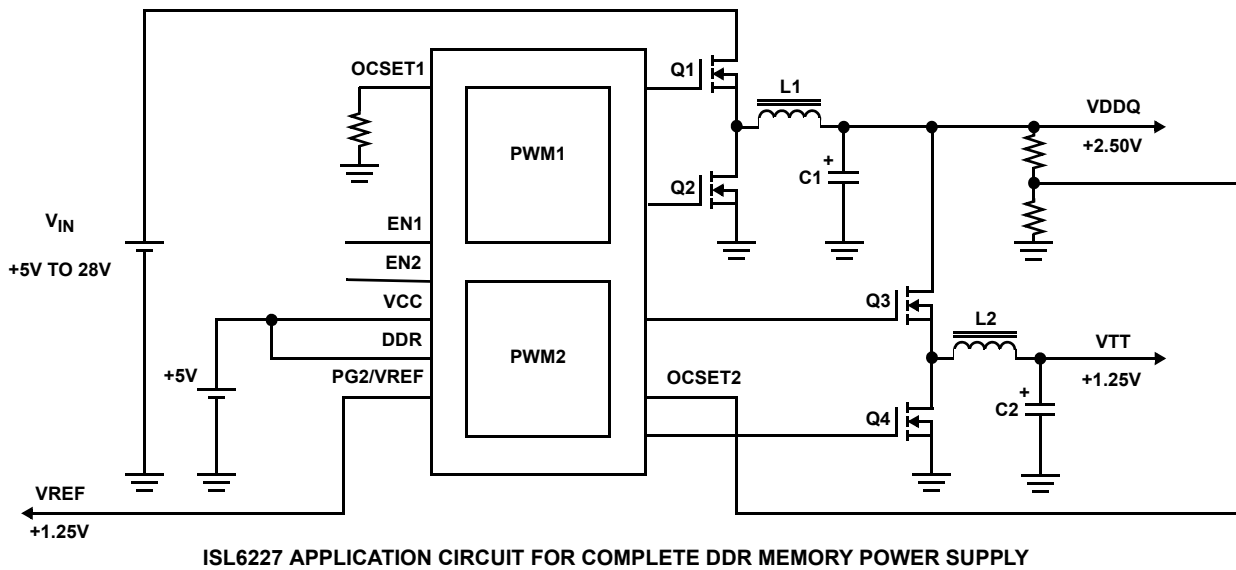 OCSET1
Q1
L1
VDDQ
+2.50V
PWM1
+
C1
Q2
VIN
+5V TO 28V
EN1
EN2
VCC
DDR
PG2/VREF
+5V
PWM2
Q3
L2
VTT
+1.25V
OCSET2
+
C2
Q4
VREF
+1.25V
ISL6227 APPLICATION CIRCUIT FOR COMPLETE DDR MEMORY POWER SUPPLY